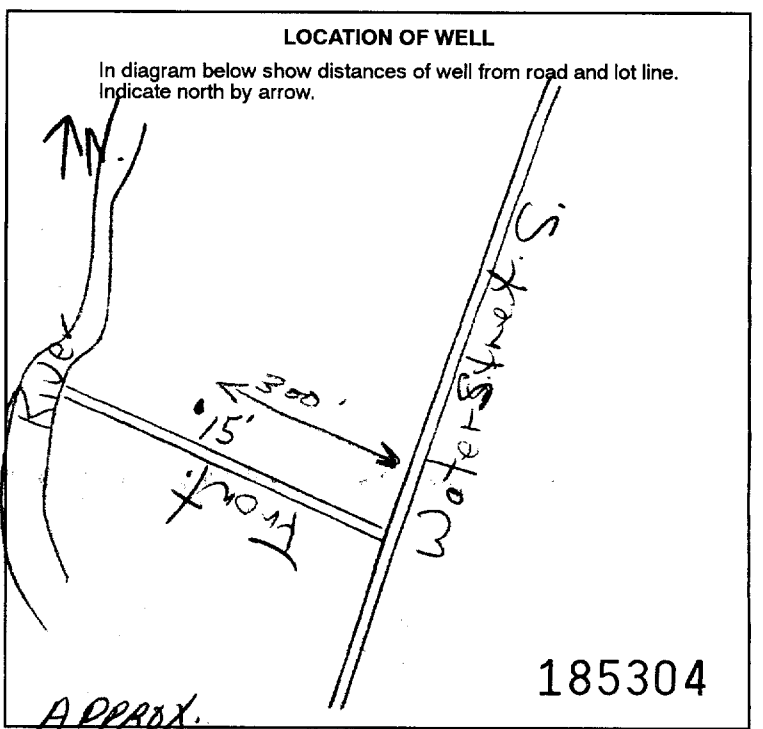 LOCATION OF WELL
In diagram below show distances of well from road and lot line.
Indicate north by arrow.
N.
River
300'
15'
Front.
Water Street. S.
185304
APPROX.